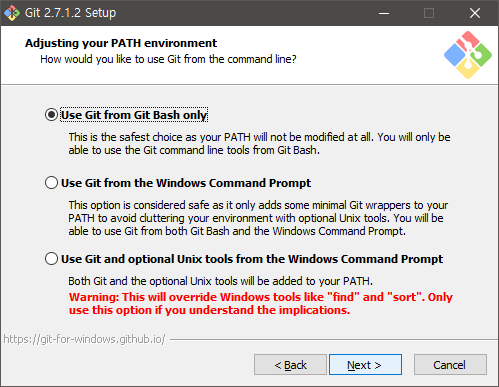 Git 2.7.1.2 Setup
Adjusting your PATH environment
How would you like to use Git from the command line?
Use Git from Git Bash only
This is the safest choice as your PATH will not be modified at all. You will only
be able to use the Git command line tools from Git Bash.
Use Git from the Windows Command Prompt
This option is considered safe as it only adds some minimal Git wrappers to your
PATH to avoid cluttering your environment with optional Unix tools. You will be
able to use Git from both Git Bash and the Windows Command Prompt.
Use Git and optional Unix tools from the Windows Command Prompt
Both Git and the optional Unix tools will be added to your PATH.
Warning: This will override Windows tools like "find" and "sort". Only
use this option if you understand the implications.
https://git-for-windows.github.io/
< Back
Next >
Cancel